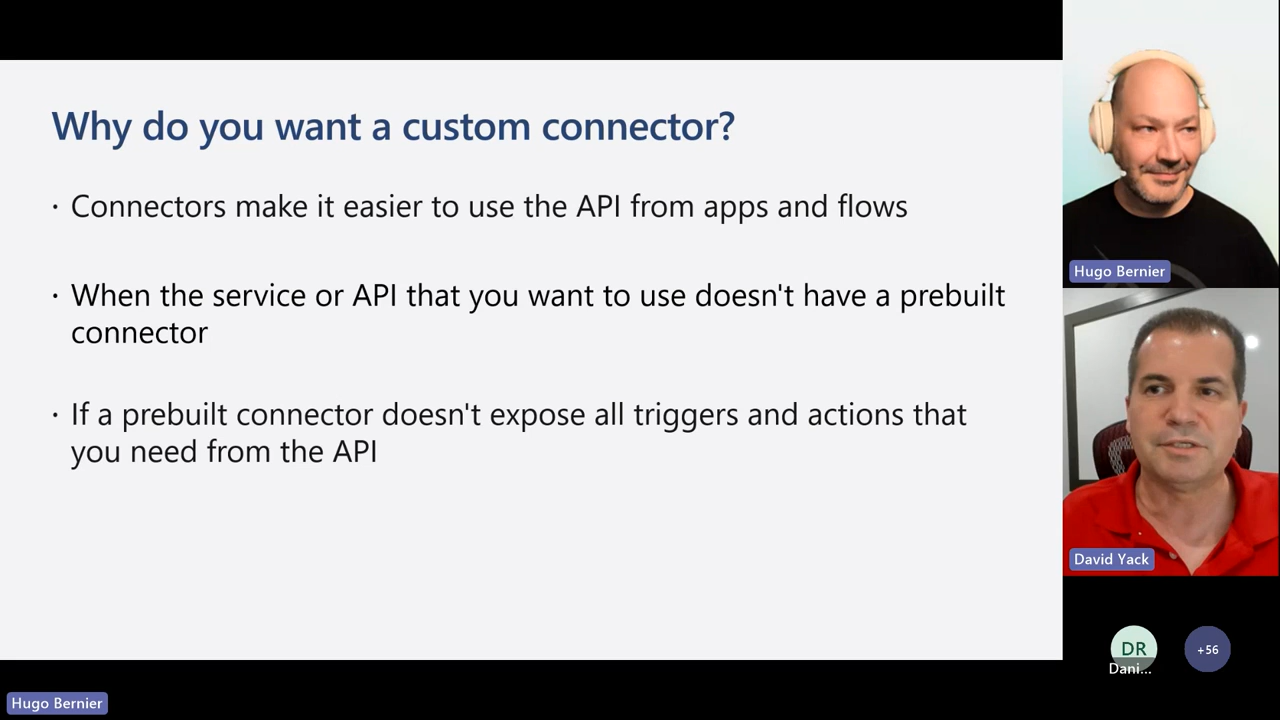 Why do you want a custom connector?
· Connectors make it easier to use the API from apps and flows
· When the service or API that you want to use doesn't have a prebuilt
connector
· If a prebuilt connector doesn't expose all triggers and actions that
you need from the API
Hugo Bernier
David Yack
DR
Dani...
+56
Hugo Bernier